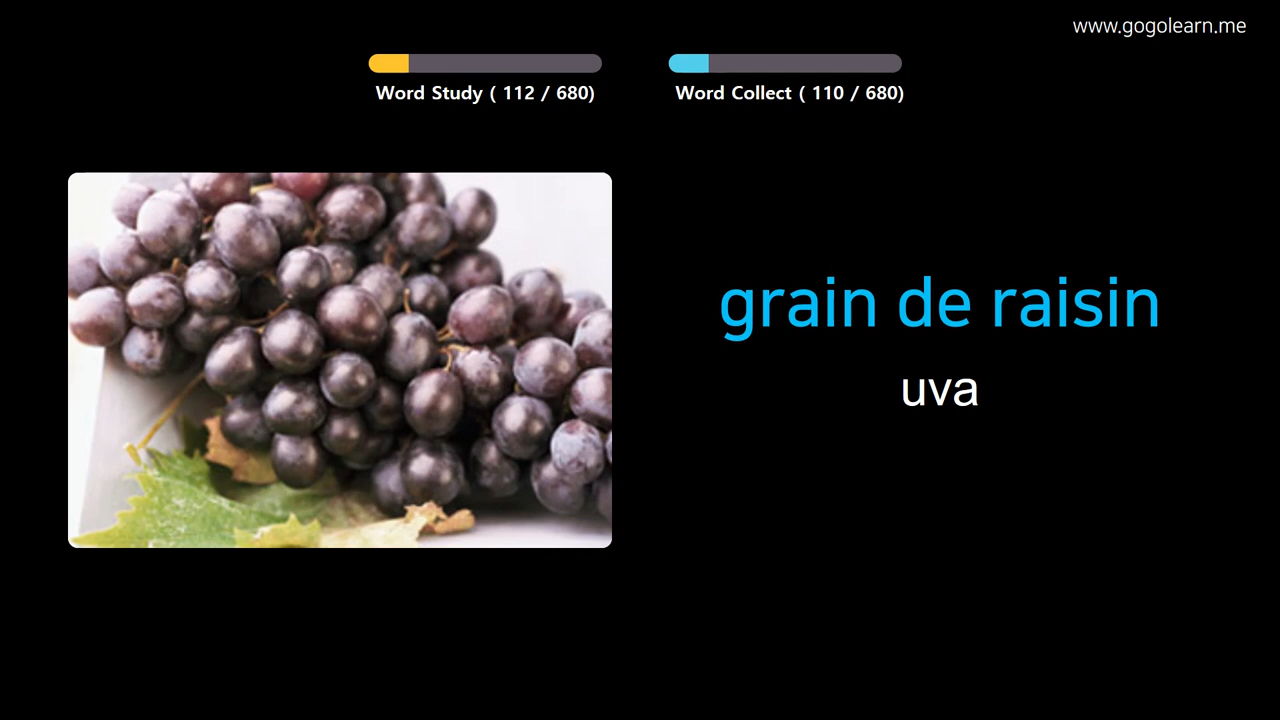 www.gogolearn.me
Word Study ( 112 / 680)
Word Collect ( 110 / 680)
grain de raisin
uva